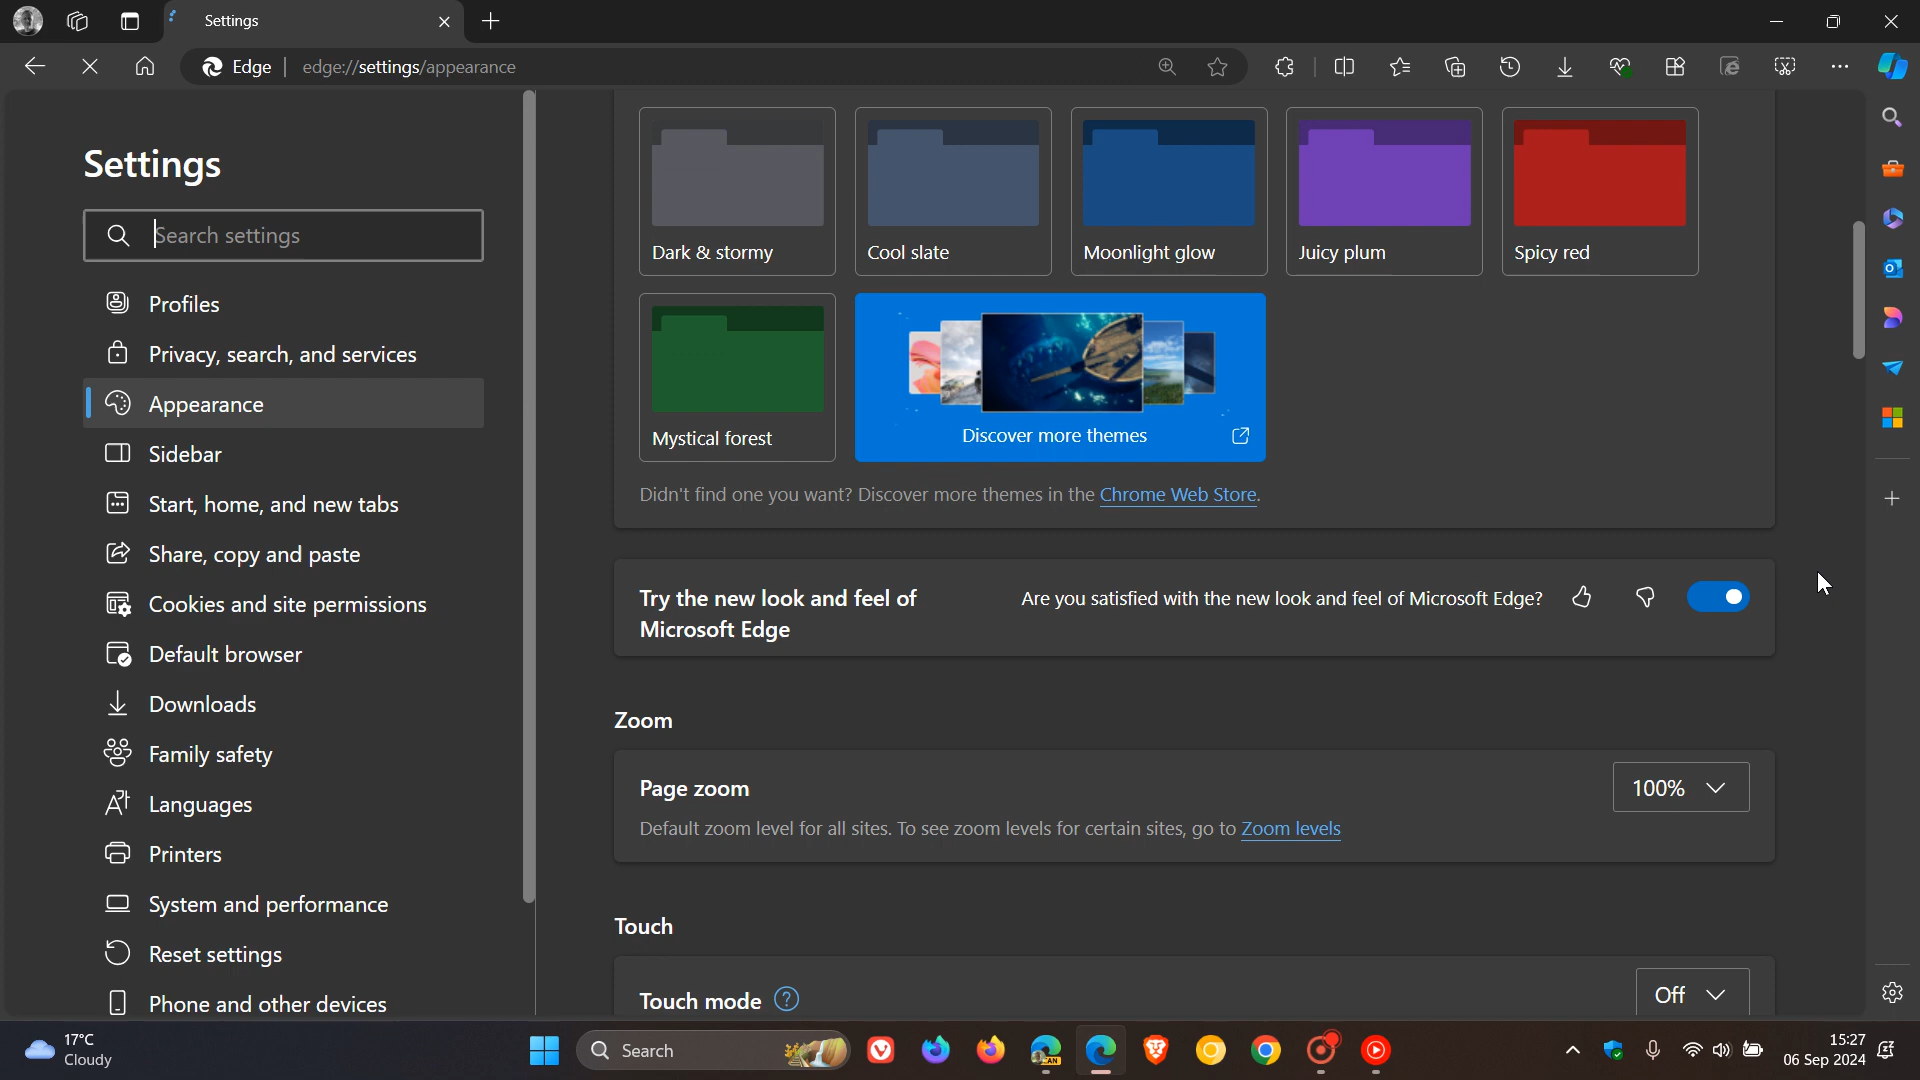 Settings
Edge
edge://settings/appearance
Settings
Search settings
Profiles
Privacy, search, and services
Appearance
Sidebar
Start, home, and new tabs
Share, copy and paste
Cookies and site permissions
Default browser
Downloads
Family safety
Languages
Printers
System and performance
Reset settings
Phone and other devices
Dark & stormy
Cool slate
Moonlight glow
Juicy plum
Spicy red
Mystical forest
Discover more themes
Didn't find one you want? Discover more themes in the Chrome Web Store.
Try the new look and feel of
Microsoft Edge
Are you satisfied with the new look and feel of Microsoft Edge?
Zoom
Page zoom
100%
Default zoom level for all sites. To see zoom levels for certain sites, go to Zoom levels
Touch
Touch mode
Off
17°C
Cloudy
Search
CAN
15:27
06 Sep 2024